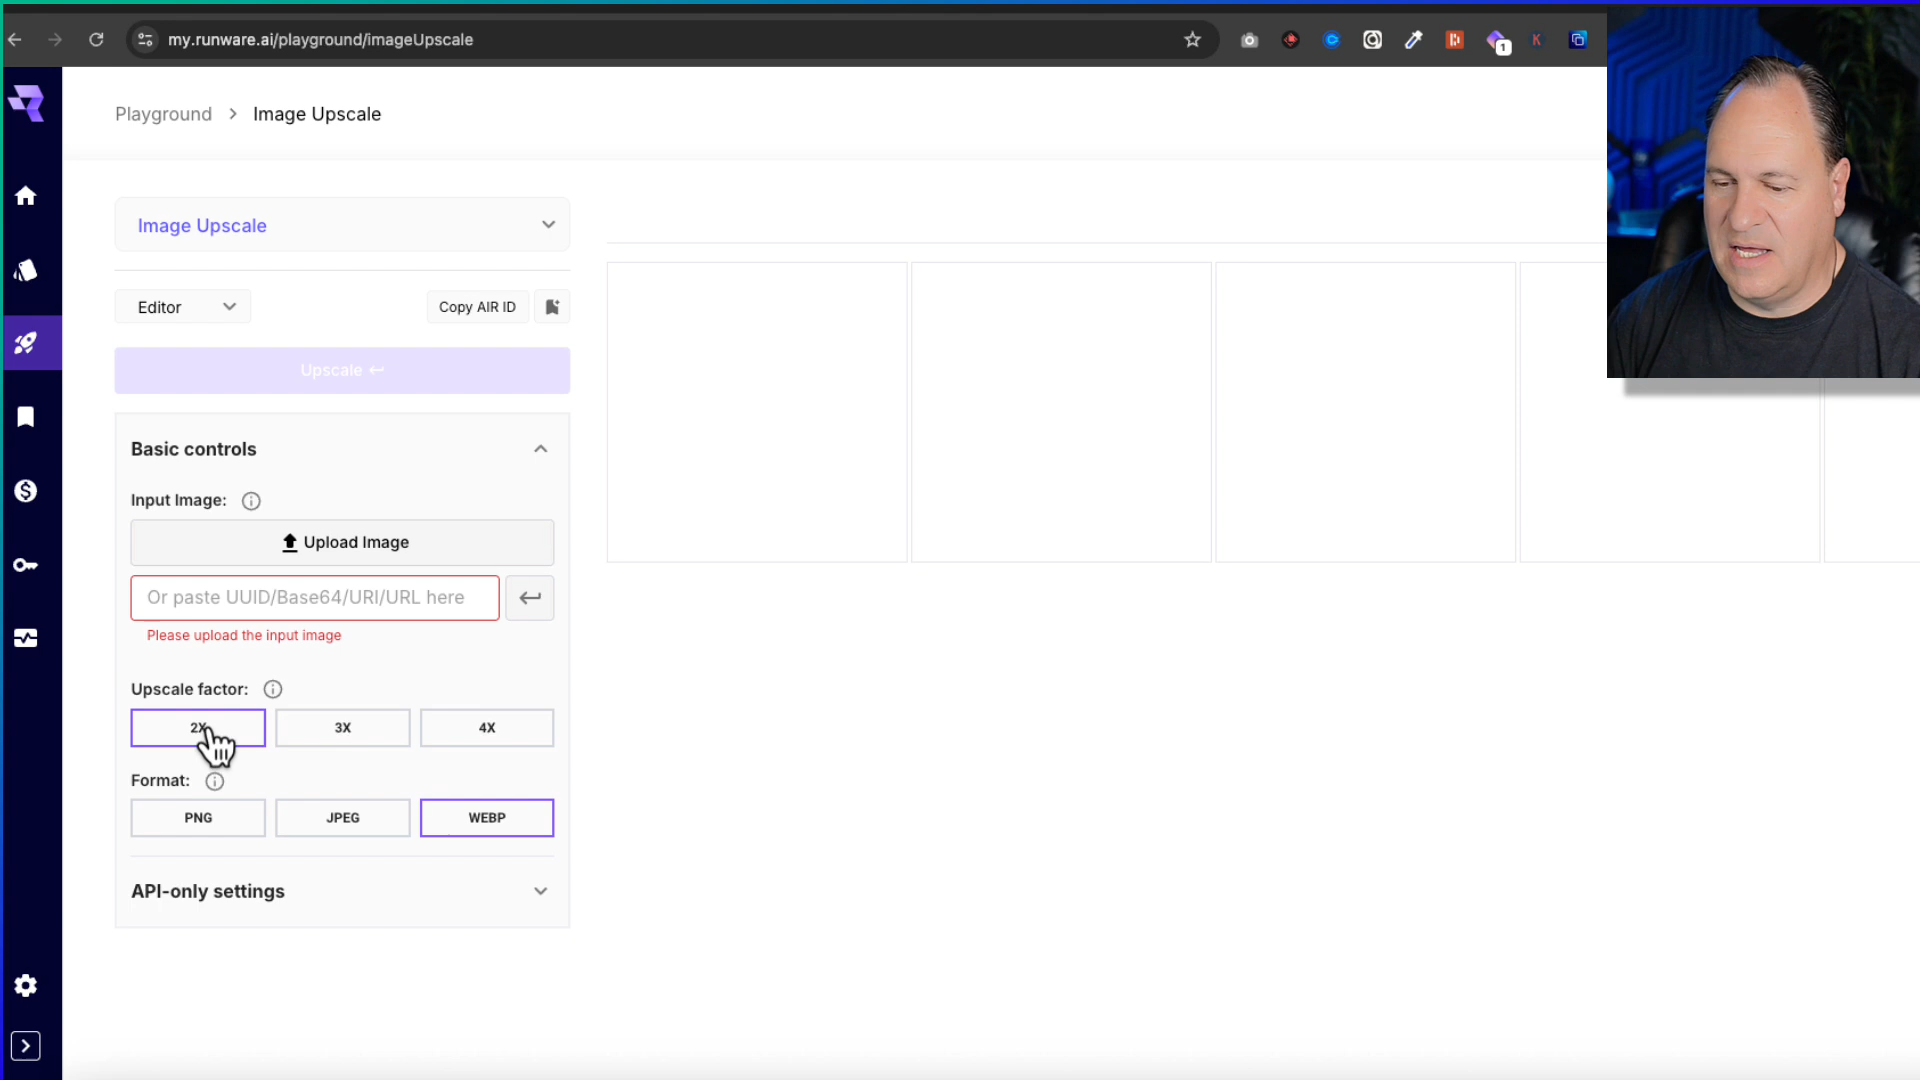 my.runware.ai/playground/imageUpscale
1
K
Playground > Image Upscale
Image Upscale
Editor
Copy AIR ID
Upscale ↩
Basic controls
Input Image:
Upload Image
Or paste UUID/Base64/URI/URL here
Please upload the input image
Upscale factor:
2X
3X
4X
Format:
PNG
JPEG
WEBP
API-only settings